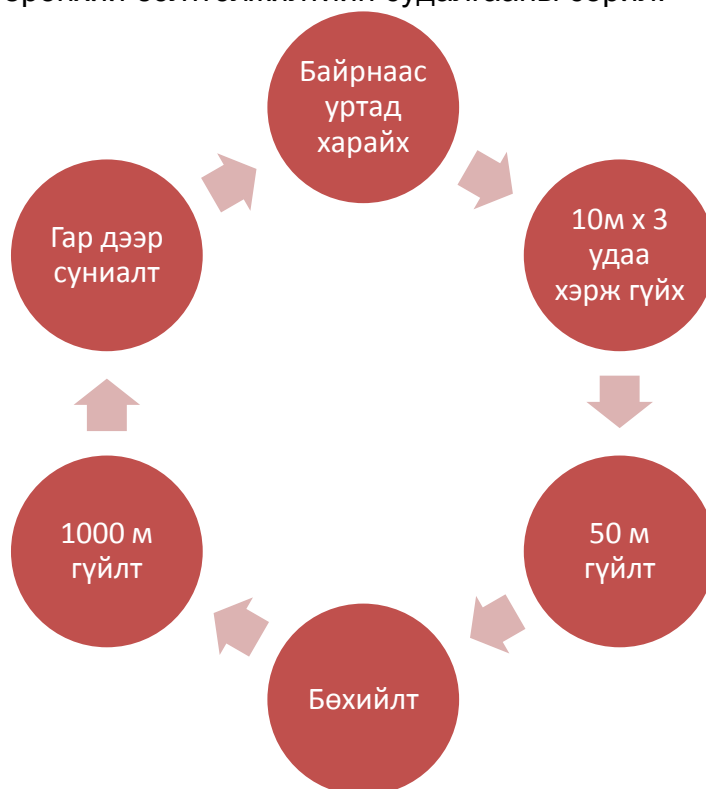 Байрнаас
уртад
харайх
10м x 3
удаа
хэрж гүйх
50 м
гүйлт
Бөхийлт
1000 м
гүйлт
Гар дээр
суниалт